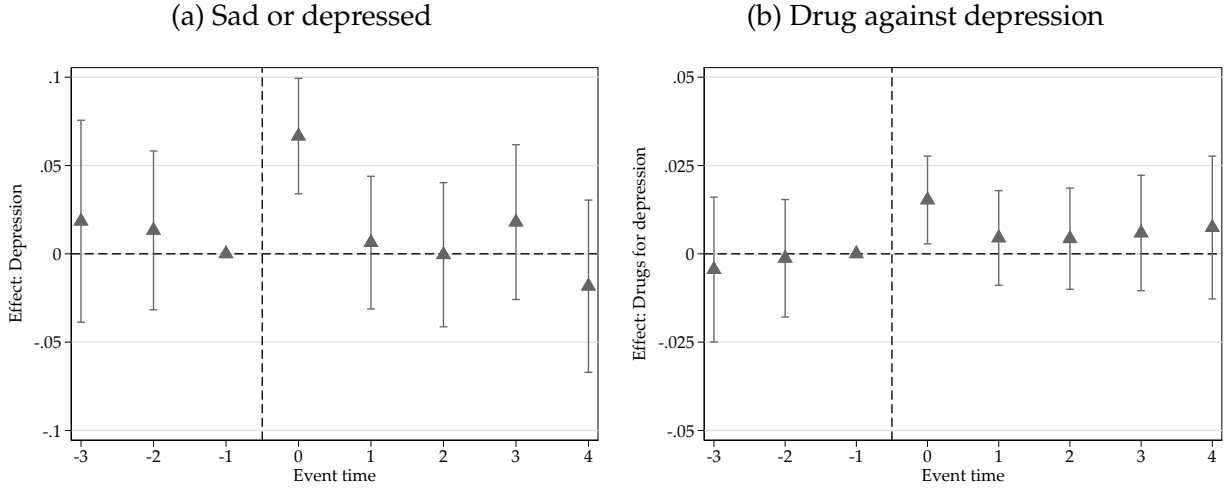 (a) Sad or depressed
Effect: Depression
.1
.05
0
-.05
-.1
-3 -2 -1 0 1 2 3 4
Event time
(b) Drug against depression
Effect: Drugs for depression
.05
.025
0
-.025
-.05
-3 -2 -1 0 1 2 3 4
Event time